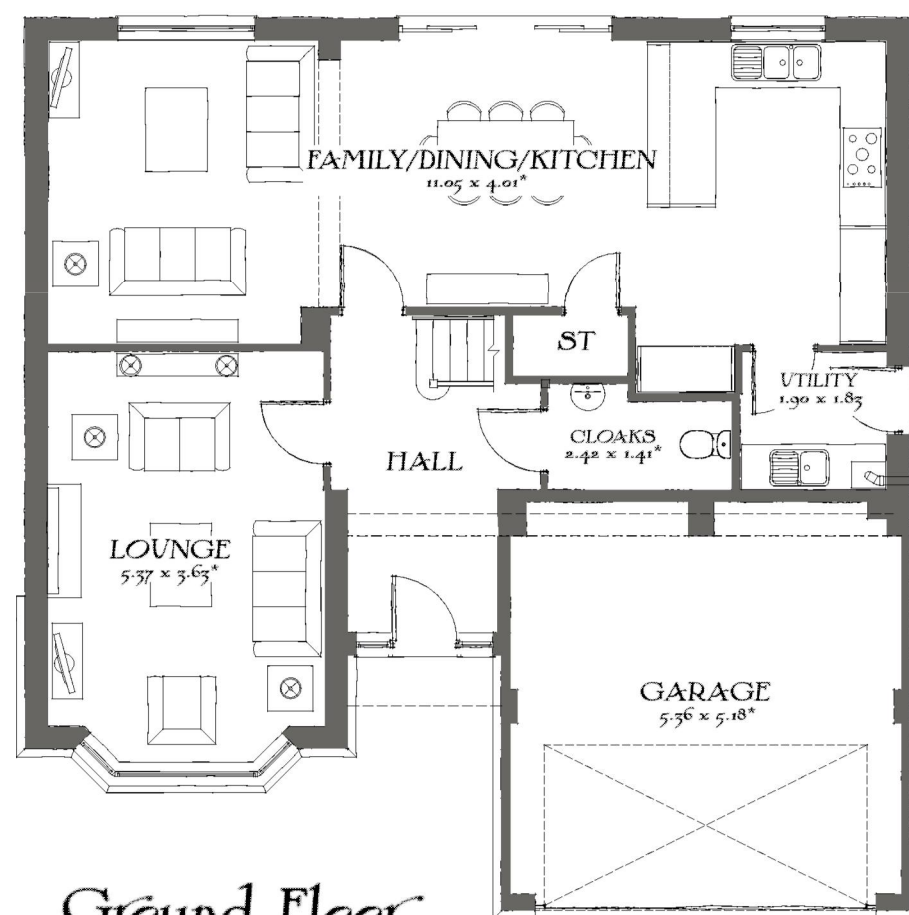 FAMILY/DINING/KITCHEN
11.05 x 4.01*
ST
UTILITY
1.90 x 1.83
CLOAKS
2.42 x 1.41*
HALL
LOUNGE
5.37 x 3.63*
GARAGE
5.36 x 5.18*
Ground Floor